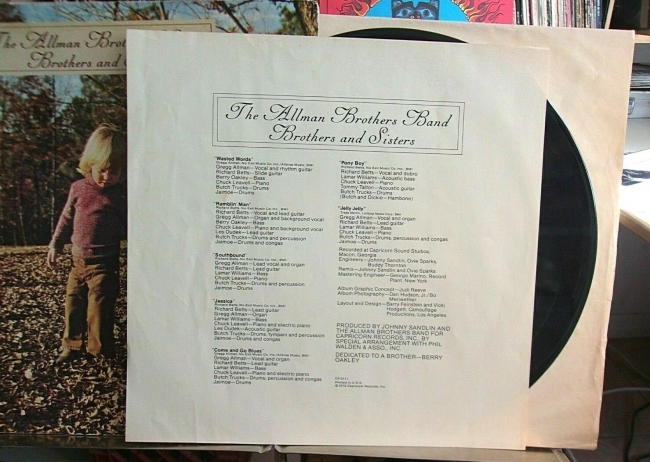 The Allman Bro
Brothers and
The Allman Brothers Band
Brothers and Sisters
"Wasted Words"
Gregg Allman—Vocal and rhythm guitar
Richard Betts—Slide guitar
Berry Oakley—Bass
Chuck Leavell—Piano
Butch Trucks—Drums
Jaimoe—Drums
"Ramblin' Man"
Richard Betts—Vocal and lead guitar
Gregg Allman—Organ and background vocal
Berry Oakley—Bass
Chuck Leavell—Piano and background vocal
Les Dudek—Lead guitar
Butch Trucks—Drums and percussion
Jaimoe—Drums and congas
"Southbound"
Gregg Allman—Lead vocal and organ
Richard Betts—Lead guitar
Lamar Williams—Bass
Chuck Leavell—Piano
Butch Trucks—Drums and percussion
Jaimoe—Drums
"Jessica"
Richard Betts—Lead guitar
Gregg Allman—Organ
Lamar Williams—Bass
Chuck Leavell—Piano and electric piano
Les Dudek—Acoustic guitar
Butch Trucks—Drums, tympani and percussion
Jaimoe—Drums and congas
"Come and Go Blues"
Gregg Allman—Vocal and organ
Richard Betts—Lead guitar
Lamar Williams—Bass
Chuck Leavell—Piano and electric piano
Butch Trucks—Drums, percussion and congas
Jaimoe—Drums
"Pony Boy"
Richard Betts—Vocal and dobro
Lamar Williams—Acoustic bass
Chuck Leavell—Piano
Tommy Talton—Acoustic guitar
Butch Trucks—Drums
(Butch and Dickie—Hambone)
"Jelly Jelly"
Gregg Allman—Vocal and organ
Richard Betts—Lead guitar
Lamar Williams—Bass
Chuck Leavell—Piano
Butch Trucks—Drums and percussion
Jaimoe—Drums
Recorded at Capricorn Sound Studios,
Macon, Georgia
Engineers—Johnny Sandlin, Ovie Sparks
Buddy Thornton
Remix—Johnny Sandlin and Ovie Sparks
Mastering Engineer—George Marino, Record
Plant, New York
Album Graphic Concept—Judi Reeve
Album Photography—Dan Hudson, Jr./Bo
Meriwether
Layout and Design—Barry Feinstein and Vicki
Hodgett, Camouflage
Productions, Los Angeles
PRODUCED BY JOHNNY SANDLIN AND
THE ALLMAN BROTHERS BAND FOR
CAPRICORN RECORDS, INC. BY
SPECIAL ARRANGEMENT WITH PHIL
WALDEN & ASSO., INC.
DEDICATED TO A BROTHER—BERRY
OAKLEY